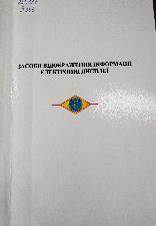 ЗАСОБИ ВІДОБРАЖЕННЯ ІНФОРМАЦІЇ
ЕЛЕКТРОННІ ДИСПЛЕЇ